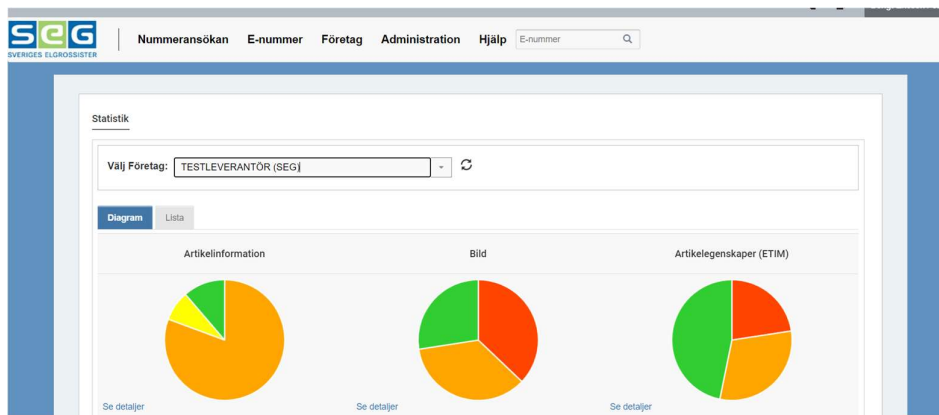 SeG
SVERIGES ELGROSSISTER
Nummeransökan E-nummer Företag Administration Hjälp E-nummer
Statistik
Välj Företag: TESTLEVERANTÖR (SEG)
Diagram Lista
Artikelinformation Bild Artikelegenskaper (ETIM)
Se detaljer Se detaljer Se detaljer